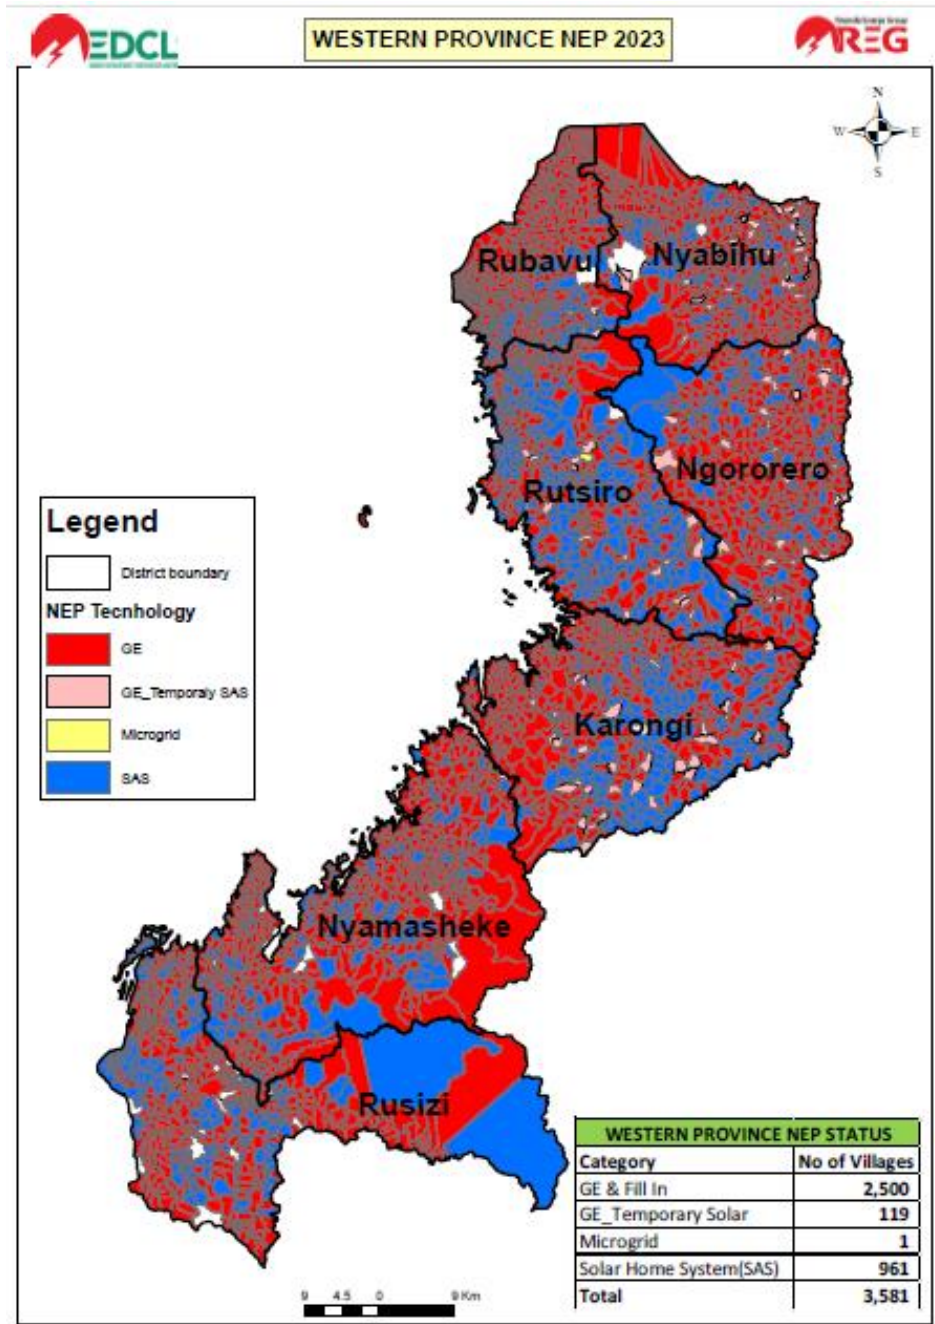 EDCL
WESTERN PROVINCE NEP 2023
REG
N
W E
S
Rubavu
Nyabihu
Ngororero
Rutsiro
Karongi
Nyamasheke
Rusizi
Legend
District boundary
NEP Tecnhology
GE
GE_Temporaly SAS
Microgrid
SAS
WESTERN PROVINCE NEP STATUS
Category No of Villages
GE & Fill In 2,500
GE_Temporary Solar 119
Microgrid 1
Solar Home System(SAS) 961
Total 3,581
9 4.5 0 9 Km